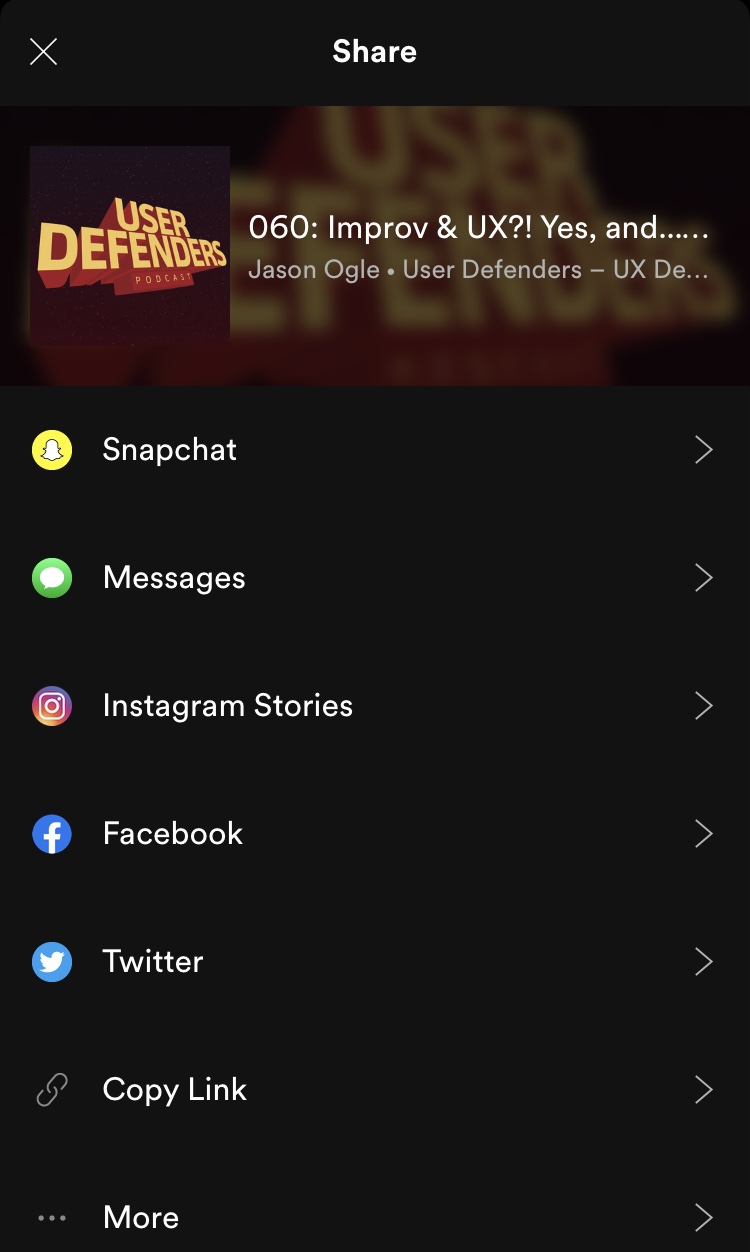 Share
USER
DEFENDERS
PODCAST
060: Improv & UX?! Yes, and...…
Jason Ogle • User Defenders – UX De...
Snapchat
Messages
Instagram Stories
Facebook
Twitter
Copy Link
More